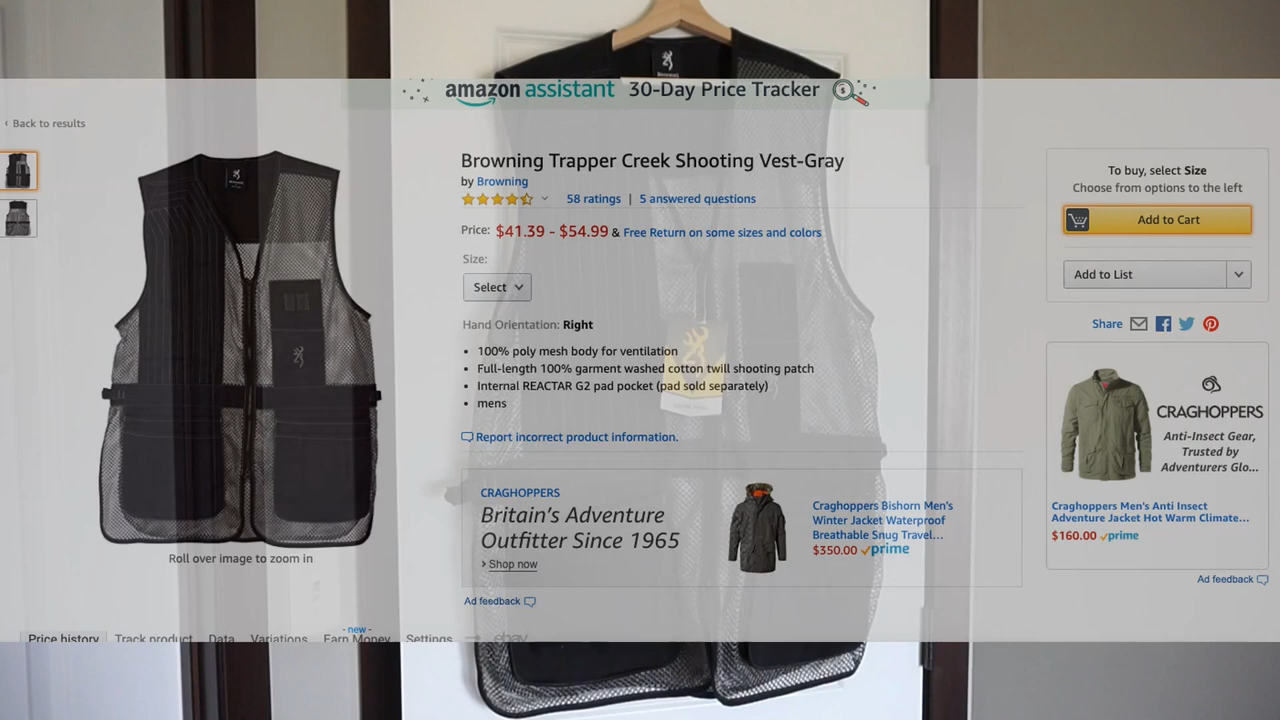 amazon assistant 30-Day Price Tracker
‹ Back to results
Browning Trapper Creek Shooting Vest-Gray
by Browning
58 ratings | 5 answered questions
Price: $41.39 - $54.99 & Free Return on some sizes and colors
Size:
Select
Hand Orientation: Right
• 100% poly mesh body for ventilation
• Full-length 100% garment washed cotton twill shooting patch
• Internal REACTAR G2 pad pocket (pad sold separately)
• mens
Report incorrect product information.
CRAGHOPPERS
Britain's Adventure
Outfitter Since 1965
› Shop now
Craghoppers Bishorn Men's
Winter Jacket Waterproof
Breathable Snug Travel...
$350.00 prime
Ad feedback
Roll over image to zoom in
To buy, select Size
Choose from options to the left
Add to Cart
Add to List
Share
CRAGHOPPERS
Anti-Insect Gear,
Trusted by
Adventurers Glo...
Craghoppers Men's Anti Insect
Adventure Jacket Hot Warm Climate...
$160.00 prime
Ad feedback
- new -
Price history Track product Data Variations Earn Money Settings ebay